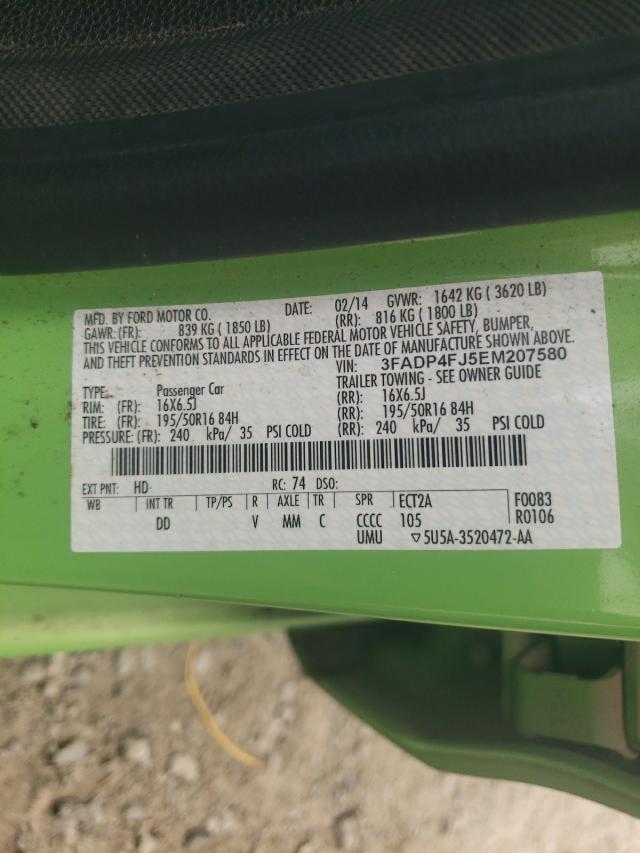 MFD. BY FORD MOTOR CO. DATE: 02/14 GVWR: 1642 KG ( 3620 LB)
GAWR: (FR): 839 KG ( 1850 LB) (RR): 816 KG ( 1800 LB)
THIS VEHICLE CONFORMS TO ALL APPLICABLE FEDERAL MOTOR VEHICLE SAFETY, BUMPER,
AND THEFT PREVENTION STANDARDS IN EFFECT ON THE DATE OF MANUFACTURE SHOWN ABOVE.
VIN: 3FADP4FJ5EM207580
TYPE: Passenger Car TRAILER TOWING - SEE OWNER GUIDE
RIM: (FR): 16X6.5J (RR): 16X6.5J
TIRE: (FR): 195/50R16 84H (RR): 195/50R16 84H
PRESSURE: (FR): 240 kPa/ 35 PSI COLD (RR): 240 kPa/ 35 PSI COLD
EXT PNT: HD RC: 74 DSO:
WB INT TR TP/PS R AXLE TR SPR ECT2A F0083
DD V MM C CCCC 105 R0106
UMU ▽5U5A-3520472-AA